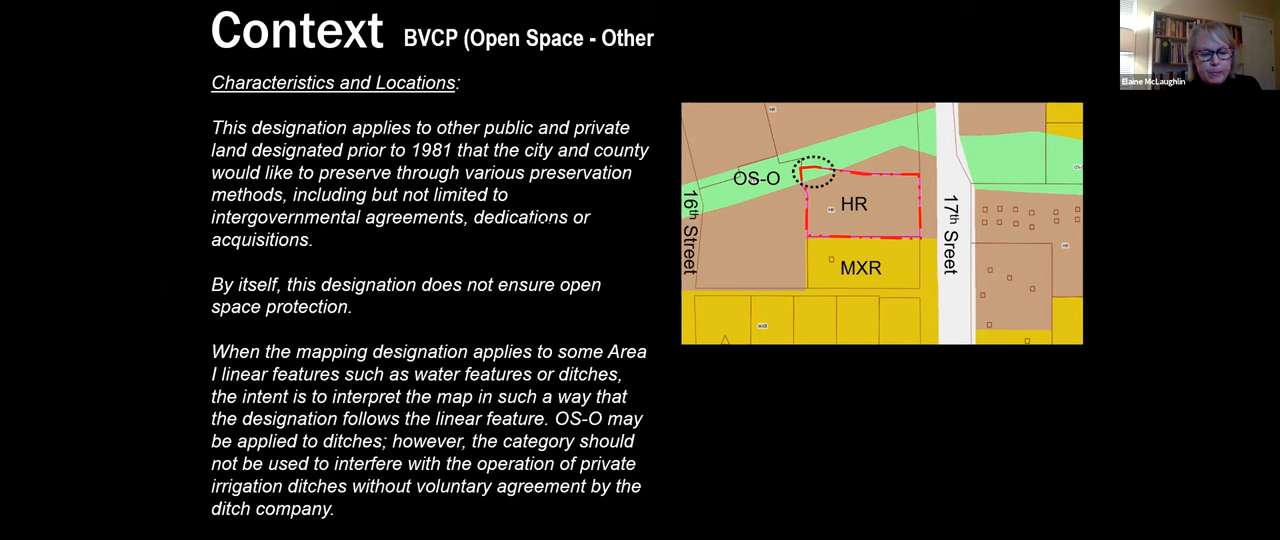 Context BVCP (Open Space - Other
Elaine McLaughlin
Characteristics and Locations:
This designation applies to other public and private
land designated prior to 1981 that the city and county
would like to preserve through various preservation
methods, including but not limited to
intergovernmental agreements, dedications or
acquisitions.
By itself, this designation does not ensure open
space protection.
When the mapping designation applies to some Area
I linear features such as water features or ditches,
the intent is to interpret the map in such a way that
the designation follows the linear feature. OS-O may
be applied to ditches; however, the category should
not be used to interfere with the operation of private
irrigation ditches without voluntary agreement by the
ditch company.
OS-O
HR
MXR
16th Street
17th Sreet